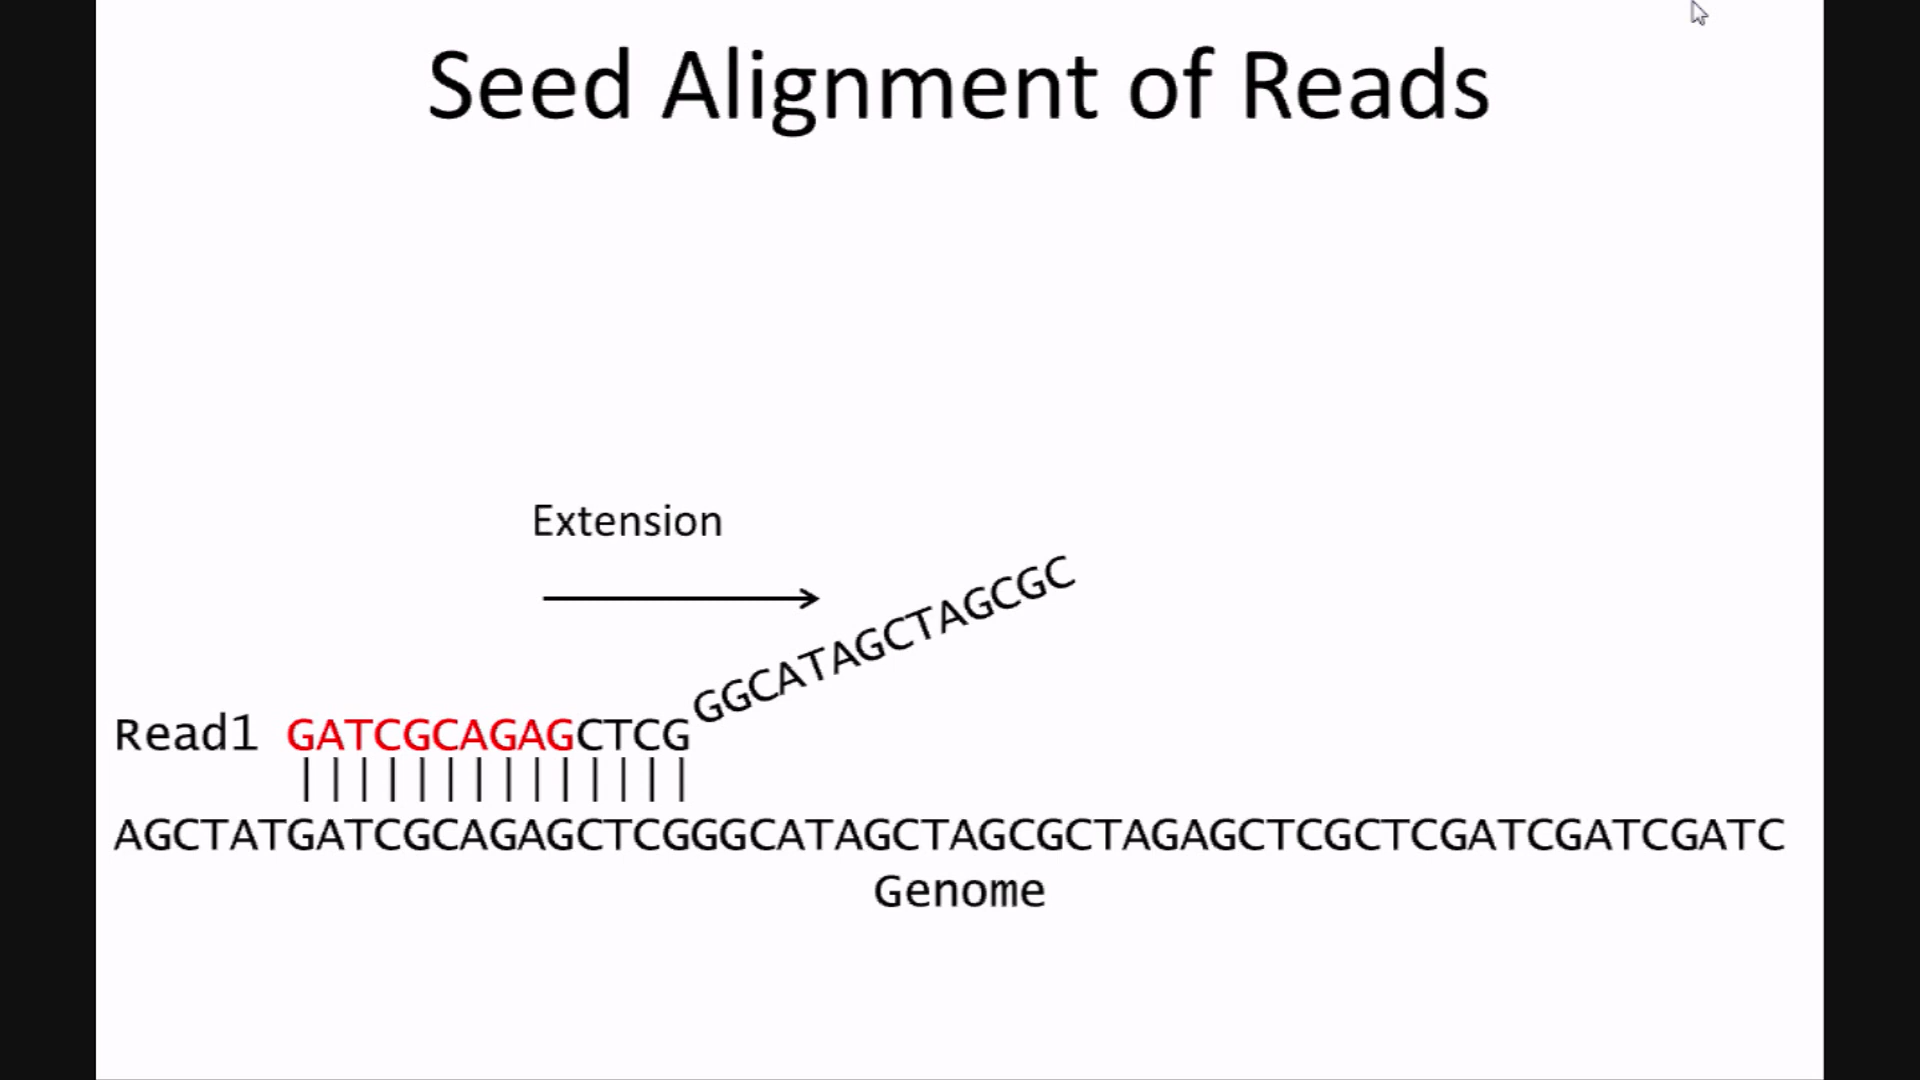 Seed Alignment of Reads
Extension
GGCATAGCTAGCGC
Read1 GATCGCAGAGCTCG
AGCTATGATCGCAGAGCTCGGGCATAGCTAGCGCTAGAGCTCGCTCGATCGATCGATC
Genome